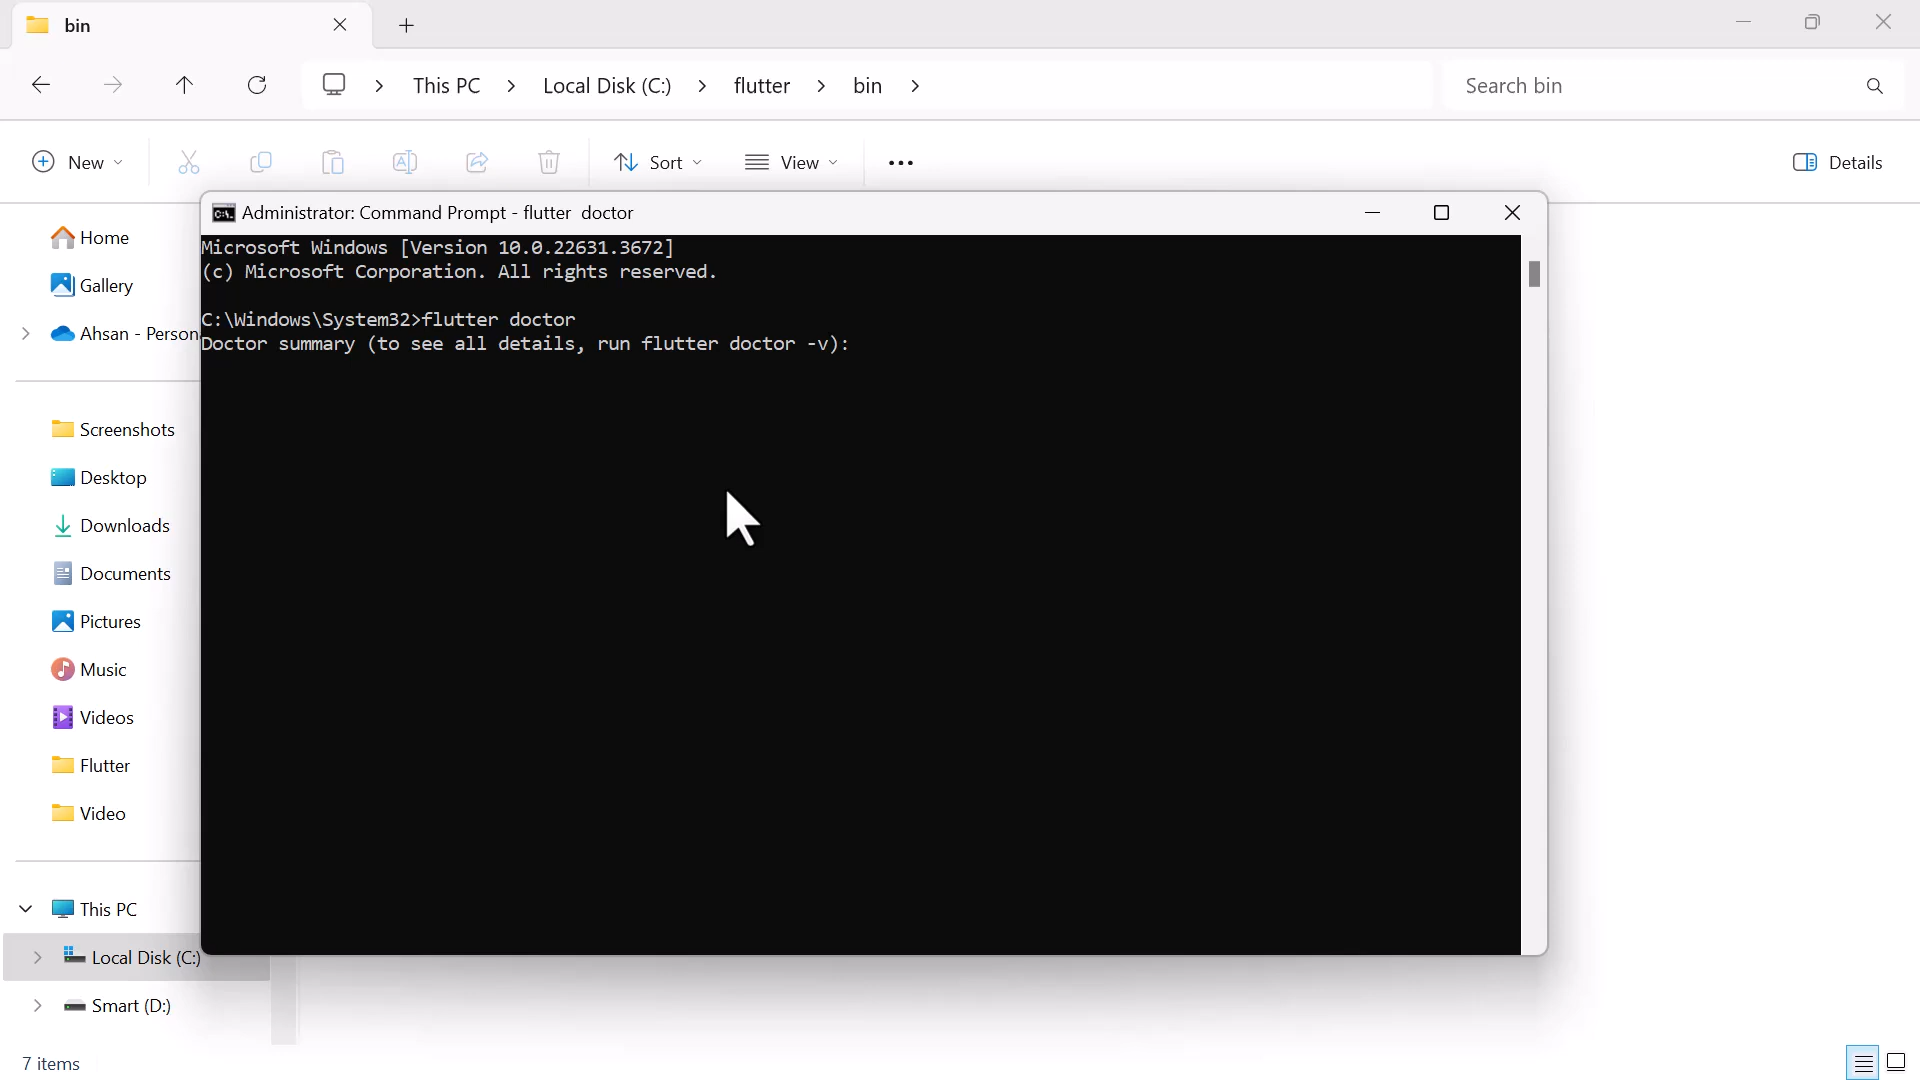 bin
This PC > Local Disk (C:) > flutter > bin >
Search bin
New
Sort
View
Details
Administrator: Command Prompt - flutter doctor
Microsoft Windows [Version 10.0.22631.3672]
(c) Microsoft Corporation. All rights reserved.
C:\Windows\System32>flutter doctor
Doctor summary (to see all details, run flutter doctor -v):
Home
Gallery
Ahsan - Person
Screenshots
Desktop
Downloads
Documents
Pictures
Music
Videos
Flutter
Video
This PC
Local Disk (C:)
Smart (D:)
7 items